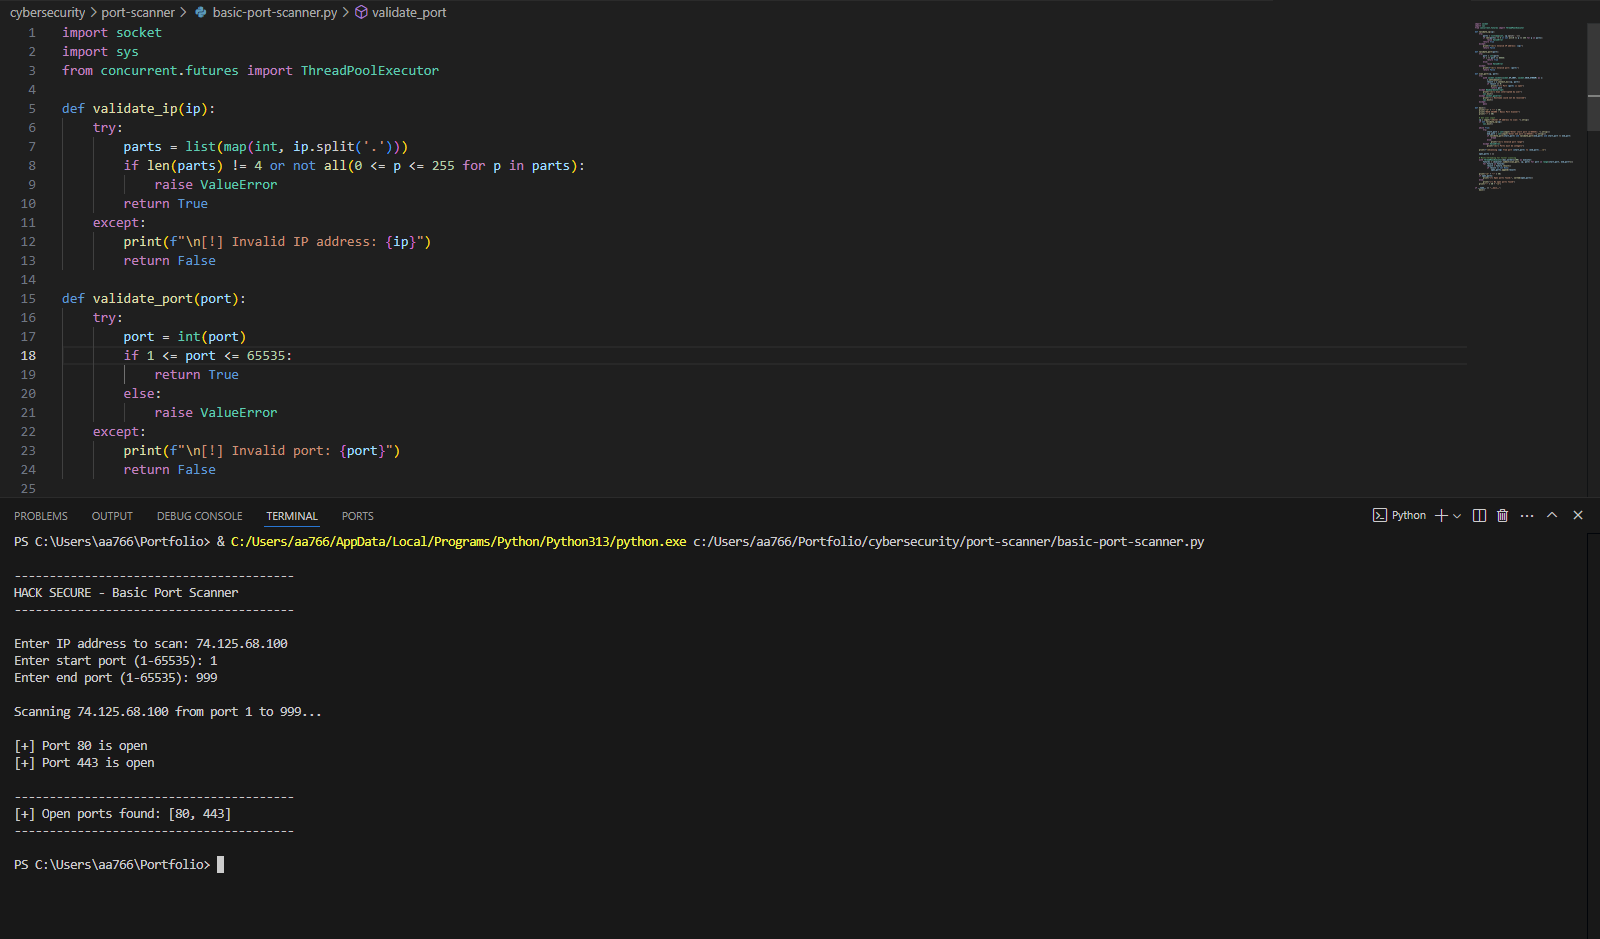 cybersecurity > port-scanner > basic-port-scanner.py > validate_port
1 import socket
2 import sys
3 from concurrent.futures import ThreadPoolExecutor
4
5 def validate_ip(ip):
6     try:
7         parts = list(map(int, ip.split('.')))
8         if len(parts) != 4 or not all(0 <= p <= 255 for p in parts):
9             raise ValueError
10         return True
11     except:
12         print(f"\n[!] Invalid IP address: {ip}")
13         return False
14
15 def validate_port(port):
16     try:
17         port = int(port)
18         if 1 <= port <= 65535:
19             return True
20         else:
21             raise ValueError
22     except:
23         print(f"\n[!] Invalid port: {port}")
24         return False
25
PROBLEMS OUTPUT DEBUG CONSOLE TERMINAL PORTS Python
PS C:\Users\aa766\Portfolio> & C:/Users/aa766/AppData/Local/Programs/Python/Python313/python.exe c:/Users/aa766/Portfolio/cybersecurity/port-scanner/basic-port-scanner.py
----------------------------------------
HACK SECURE - Basic Port Scanner
----------------------------------------
Enter IP address to scan: 74.125.68.100
Enter start port (1-65535): 1
Enter end port (1-65535): 999
Scanning 74.125.68.100 from port 1 to 999...
[+] Port 80 is open
[+] Port 443 is open
----------------------------------------
[+] Open ports found: [80, 443]
----------------------------------------
PS C:\Users\aa766\Portfolio>